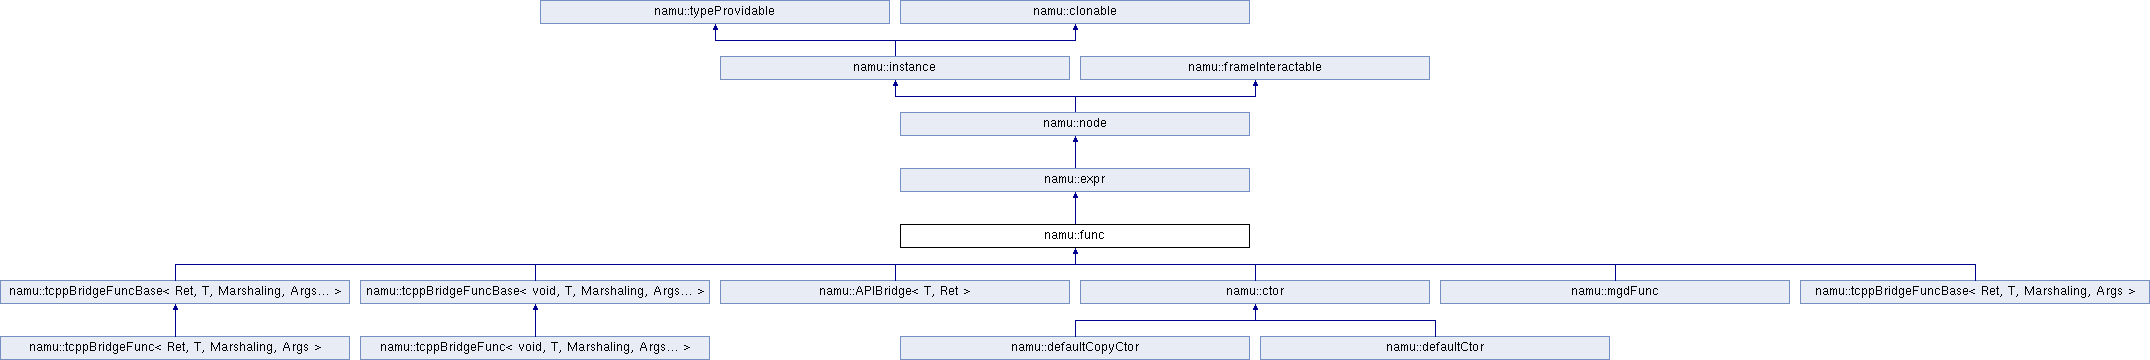 namu::typeProvidable
namu::clonable
namu::instance
namu::frameInteractable
namu::node
namu::expr
namu::func
namu::tcppBridgeFuncBase< Ret, T, Marshaling, Args... >
namu::tcppBridgeFuncBase< void, T, Marshaling, Args... >
namu::APIBridge< T, Ret >
namu::ctor
namu::mgdFunc
namu::tcppBridgeFuncBase< Ret, T, Marshaling, Args >
namu::tcppBridgeFunc< Ret, T, Marshaling, Args >
namu::tcppBridgeFunc< void, T, Marshaling, Args... >
namu::defaultCopyCtor
namu::defaultCtor